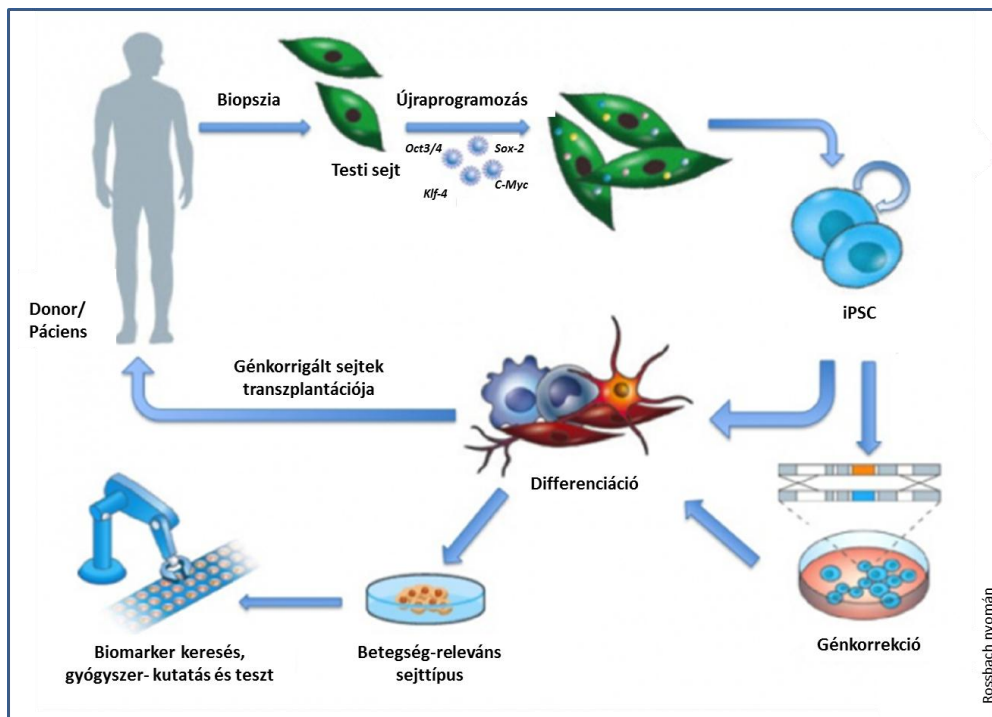 Biopszia
Újraprogramozás
Oct3/4
Sox-2
Klf-4
C-Myc
Testi sejt
iPSC
Donor/
Páciens
Génkorrigált sejtek
transzplantációja
Differenciáció
Génkorrekció
Betegség-releváns
sejttípus
Biomarker keresés,
gyógyszer- kutatás és teszt
Rossbach nyomán